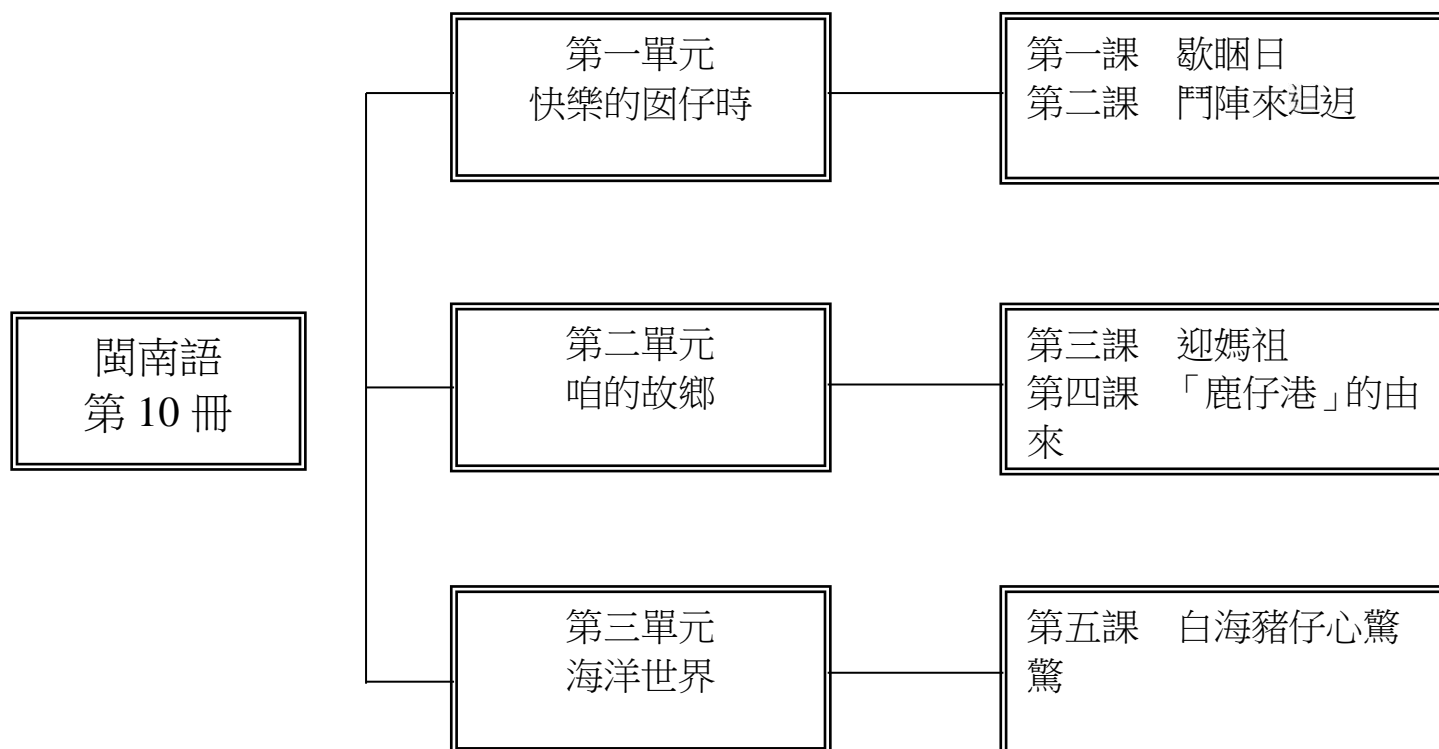 第一單元
快樂的囡仔時
第一課　歇睏日
第二課　鬥陣來𨑨迌
閩南語
第 10 冊
第二單元
咱的故鄉
第三課　迎媽祖
第四課　「鹿仔港」的由
來
第三單元
海洋世界
第五課　白海豬仔心驚
驚